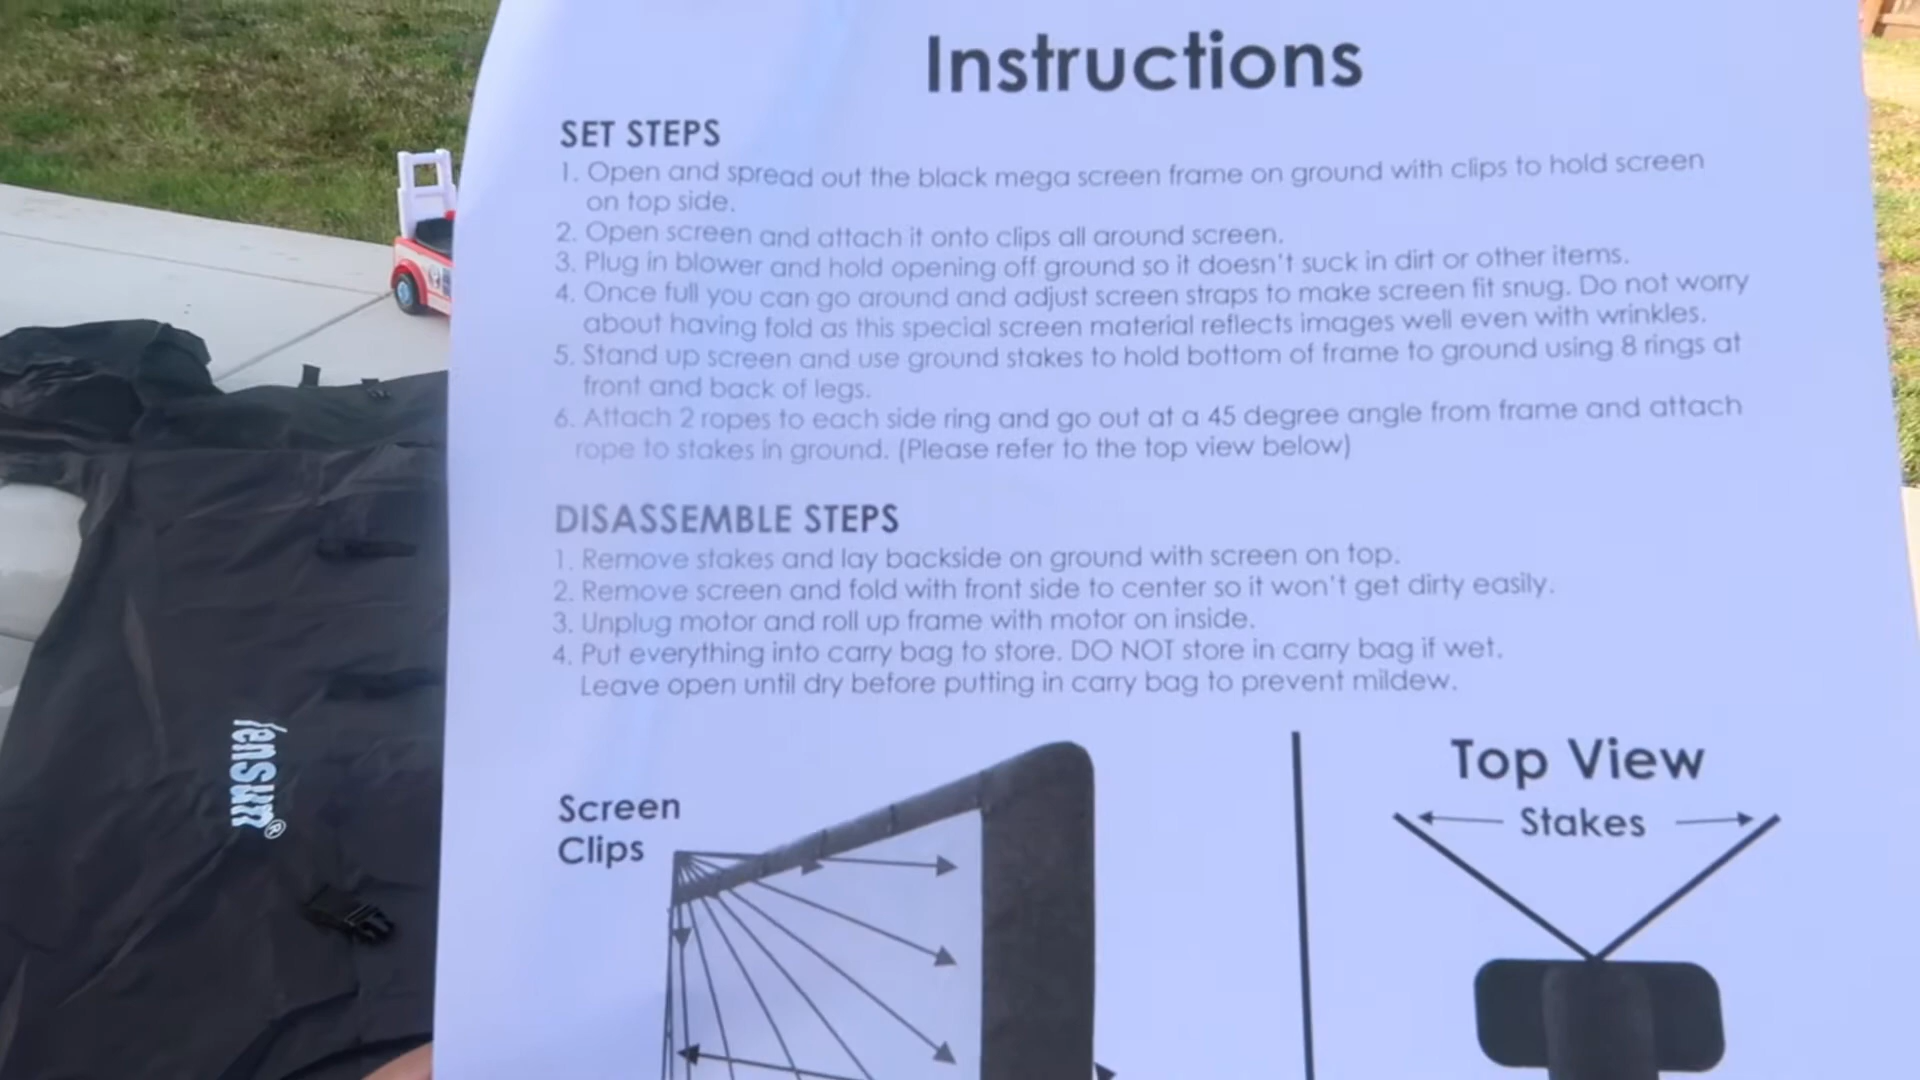 Instructions
SET STEPS
1. Open and spread out the black mega screen frame on ground with clips to hold screen
on top side.
2. Open screen and attach it onto clips all around screen.
3. Plug in blower and hold opening off ground so it doesn't suck in dirt or other items.
4. Once full you can go around and adjust screen straps to make screen fit snug. Do not worry
about having fold as this special screen material reflects images well even with wrinkles.
5. Stand up screen and use ground stakes to hold bottom of frame to ground using 8 rings at
front and back of legs.
6. Attach 2 ropes to each side ring and go out at a 45 degree angle from frame and attach
rope to stakes in ground. (Please refer to the top view below)
DISASSEMBLE STEPS
1. Remove stakes and lay backside on ground with screen on top.
2. Remove screen and fold with front side to center so it won't get dirty easily.
3. Unplug motor and roll up frame with motor on inside.
4. Put everything into carry bag to store. DO NOT store in carry bag if wet.
Leave open until dry before putting in carry bag to prevent mildew.
Screen
Clips
Top View
Stakes
TenSun®